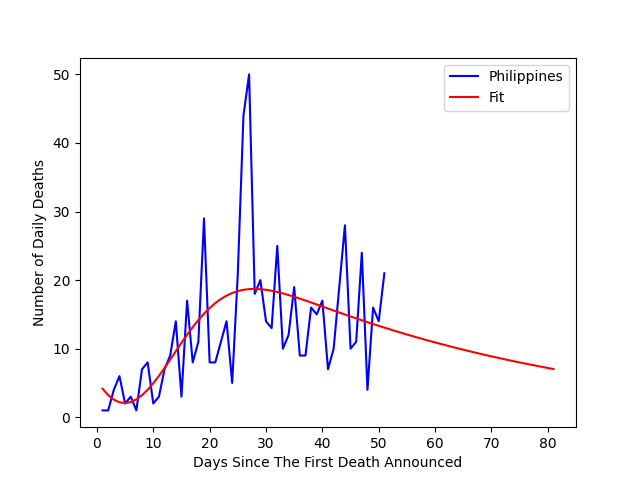 Philippines
Fit
Number of Daily Deaths
50
40
30
20
10
0
0 10 20 30 40 50 60 70 80
Days Since The First Death Announced